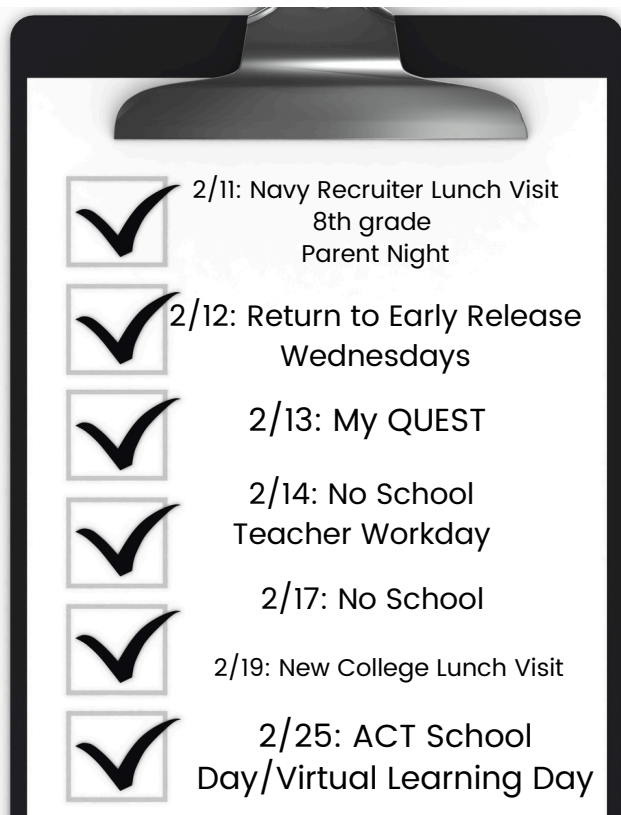 2/11: Navy Recruiter Lunch Visit
8th grade
Parent Night
2/12: Return to Early Release
Wednesdays
2/13: My QUEST
2/14: No School
Teacher Workday
2/17: No School
2/19: New College Lunch Visit
2/25: ACT School
Day/Virtual Learning Day